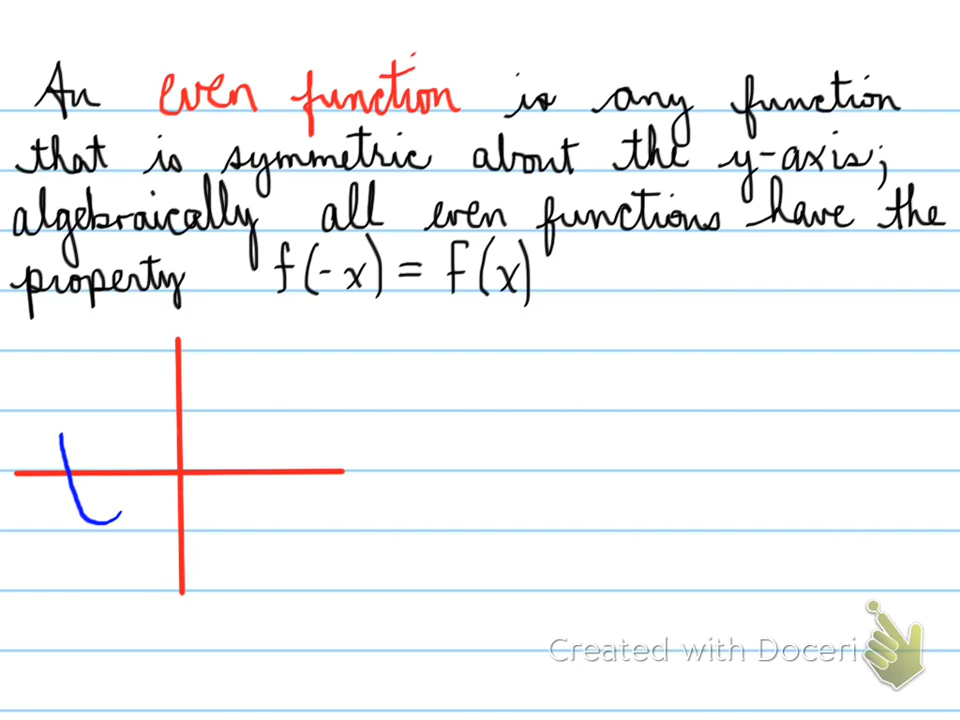 An even function is any function
that is symmetric about the y-axis;
algebraically all even functions have the
property f(-x) = F(x)
Created with Doceri